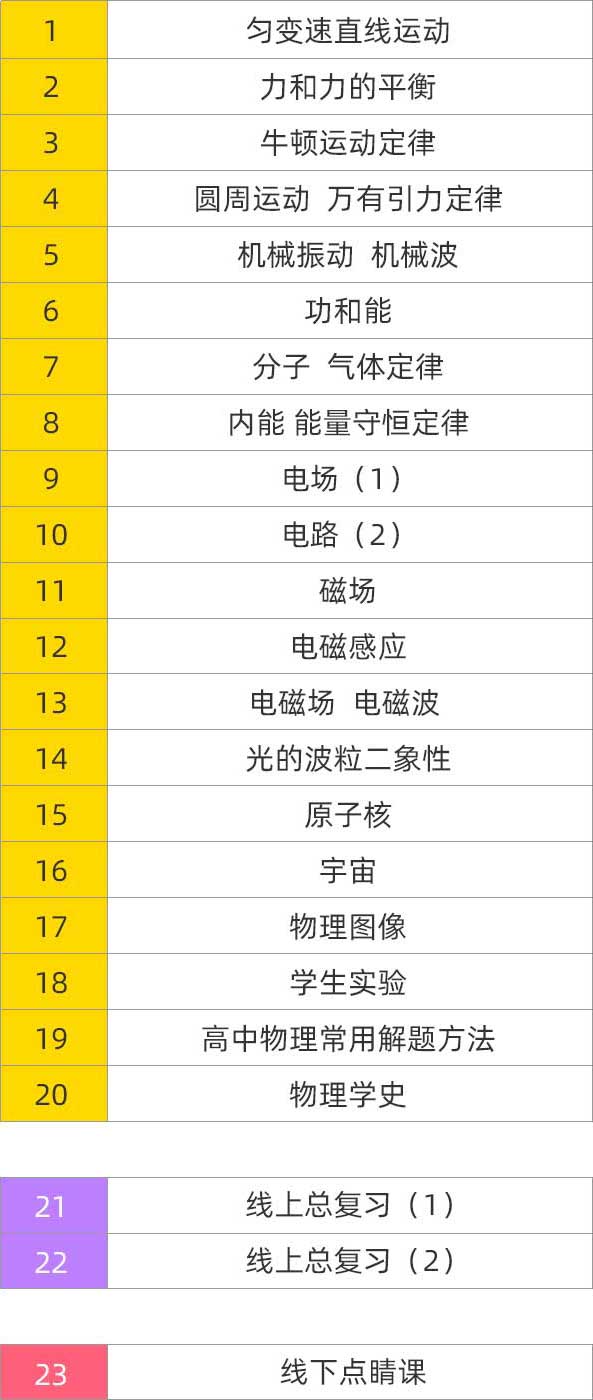 1 匀变速直线运动
2 力和力的平衡
3 牛顿运动定律
4 圆周运动 万有引力定律
5 机械振动 机械波
6 功和能
7 分子 气体定律
8 内能 能量守恒定律
9 电场（1）
10 电路（2）
11 磁场
12 电磁感应
13 电磁场 电磁波
14 光的波粒二象性
15 原子核
16 宇宙
17 物理图像
18 学生实验
19 高中物理常用解题方法
20 物理学史
21 线上总复习（1）
22 线上总复习（2）
23 线下点睛课